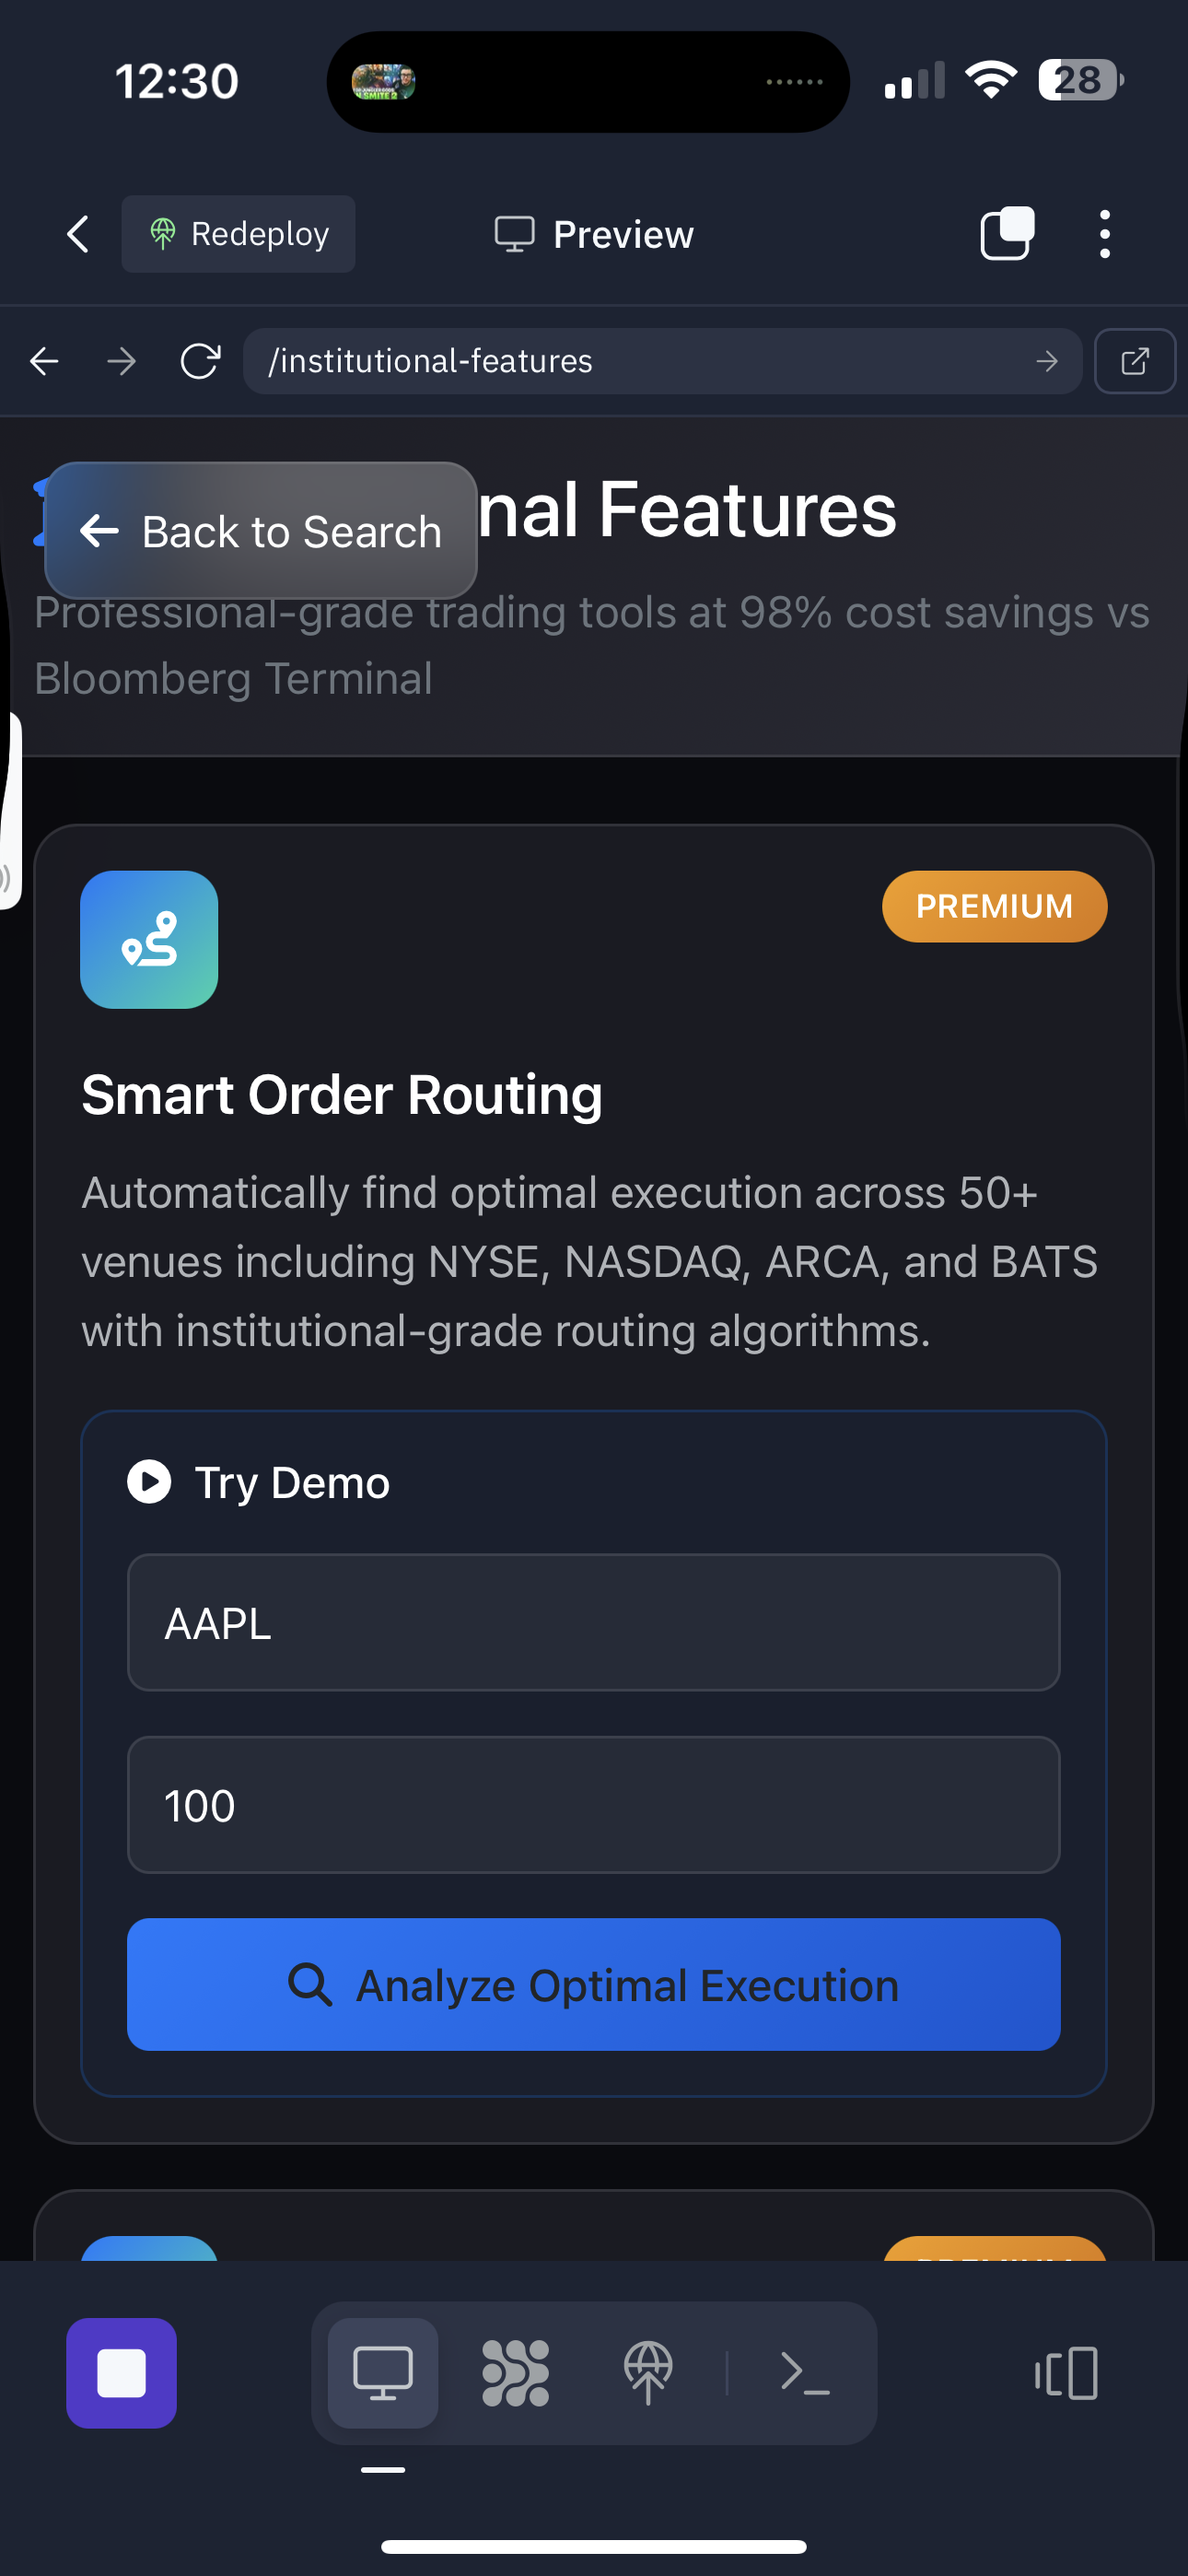 12:30
28
Redeploy
Preview
/institutional-features
Back to Search
nal Features
Professional-grade trading tools at 98% cost savings vs
Bloomberg Terminal
PREMIUM
Smart Order Routing
Automatically find optimal execution across 50+
venues including NYSE, NASDAQ, ARCA, and BATS
with institutional-grade routing algorithms.
Try Demo
AAPL
100
Analyze Optimal Execution